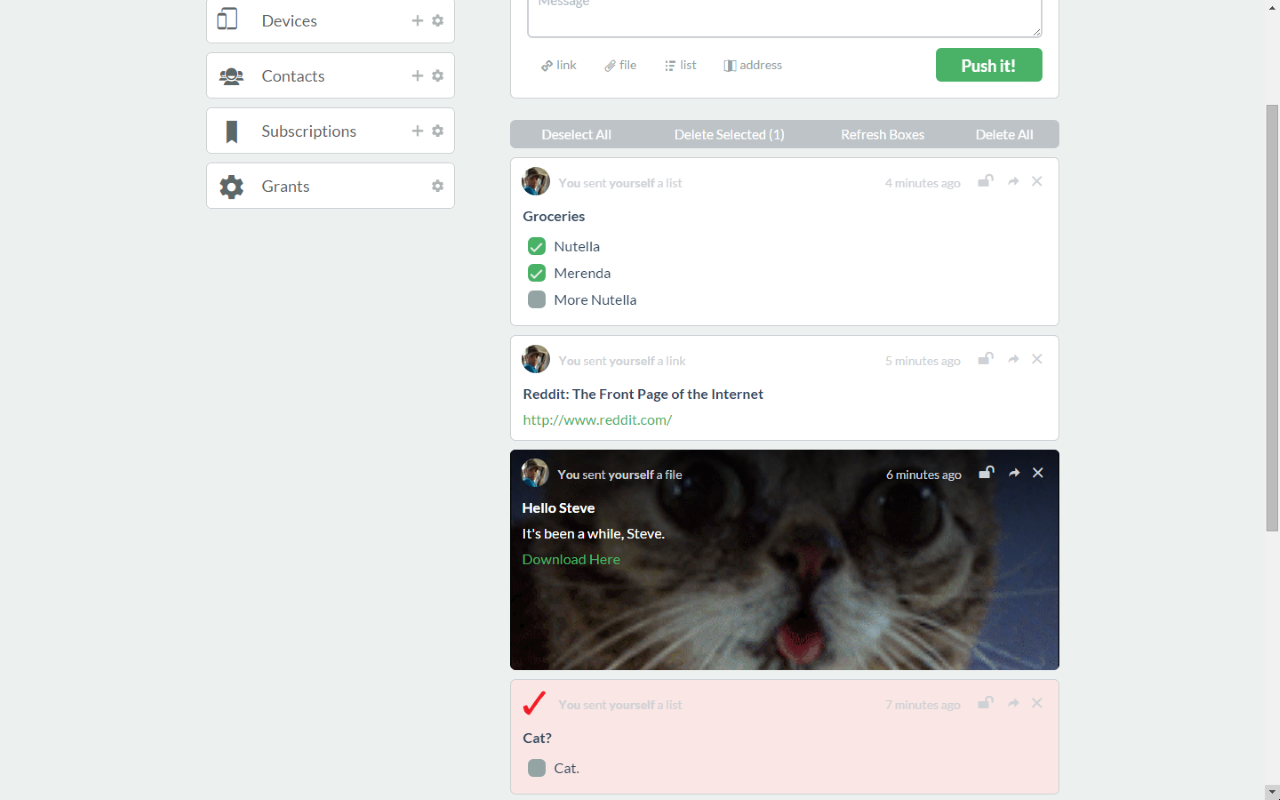 Devices
Contacts
Subscriptions
Grants
Message
link file list address
Push it!
Deselect All Delete Selected (1) Refresh Boxes Delete All
You sent yourself a list 4 minutes ago
Groceries
Nutella
Merenda
More Nutella
You sent yourself a link 5 minutes ago
Reddit: The Front Page of the Internet
http://www.reddit.com/
You sent yourself a file 6 minutes ago
Hello Steve
It's been a while, Steve.
Download Here
You sent yourself a list 7 minutes ago
Cat?
Cat.